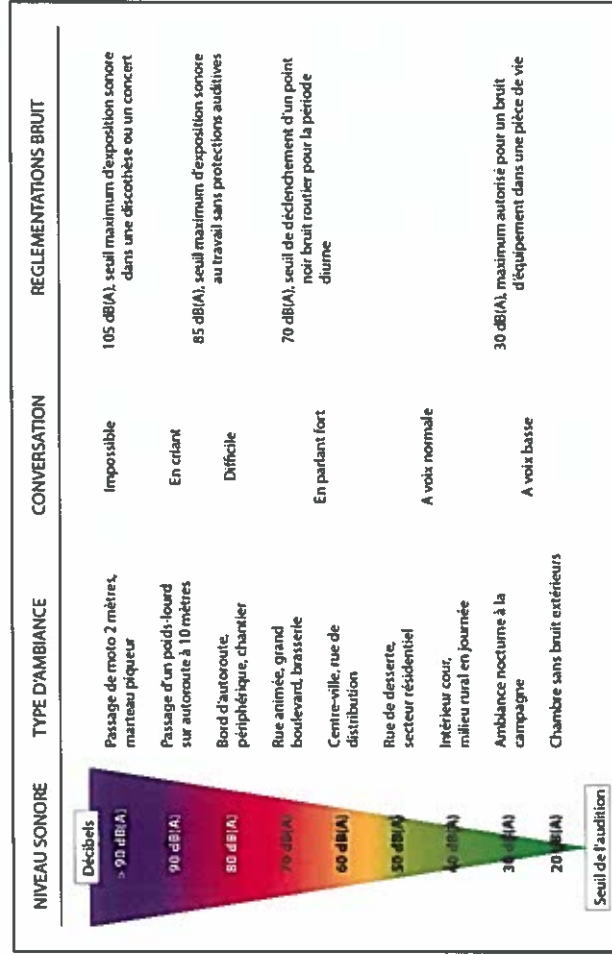 NIVEAU SONORE
TYPE D'AMBIANCE
CONVERSATION
REGLEMENTATIONS BRUIT
Décibels
> 90 dB(A)
Passage de moto 2 mètres,
marteau piqueur
Impossible
105 dB(A), seuil maximum d'exposition sonore
dans une discothèse ou un concert
90 dB(A)
Passage d'un poids-lourd
sur autoroute à 10 mètres
En criant
85 dB(A), seuil maximum d'exposition sonore
au travail sans protections auditives
80 dB(A)
Bord d'autoroute,
périphérique, chantier
Difficile
70 dB(A)
Rue animée, grand
boulevard, brasserie
70 dB(A), seuil de déclenchement d'un point
noir bruit routier pour la période
diurne
En parlant fort
60 dB(A)
Centre-ville, rue de
distribution
50 dB(A)
Rue de desserte,
secteur résidentiel
A voix normale
40 dB(A)
Intérieur cour,
milieu rural en journée
30 dB(A)
Ambiance nocturne à la
campagne
A voix basse
30 dB(A), maximum autorisé pour un bruit
d'équipement dans une pièce de vie
20 dB(A)
Chambre sans bruit extérieurs
Seuil de l'audition